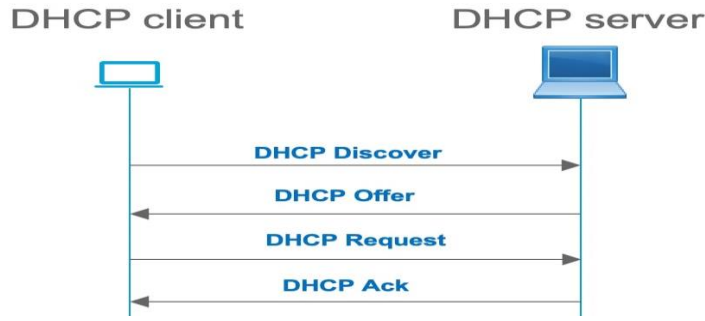 DHCP client
DHCP server
DHCP Discover
DHCP Offer
DHCP Request
DHCP Ack